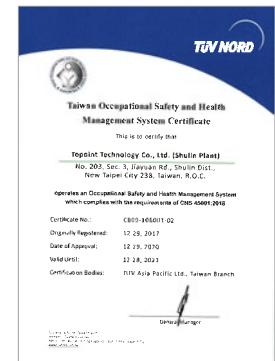 TÜV NORD
Taiwan Occupational Safety and Health
Management System Certificate
This is to certify that
Topoint Technology Co., Ltd. (Shulin Plant)
No. 203, Sec. 3, Jiayuan Rd., Shulin Dist.,
New Taipei City 238, Taiwan, R.O.C.
operates an Occupational Safety and Health Management System
which complies with the requirements of CNS 45001:2018
Certificate No.:
Originally Registered: 12 29, 2017
Date of Approval: 12 29, 2020
Valid Until: 12 28, 2023
Certification Bodies: TUV Asia Pacific Ltd., Taiwan Branch
General Manager